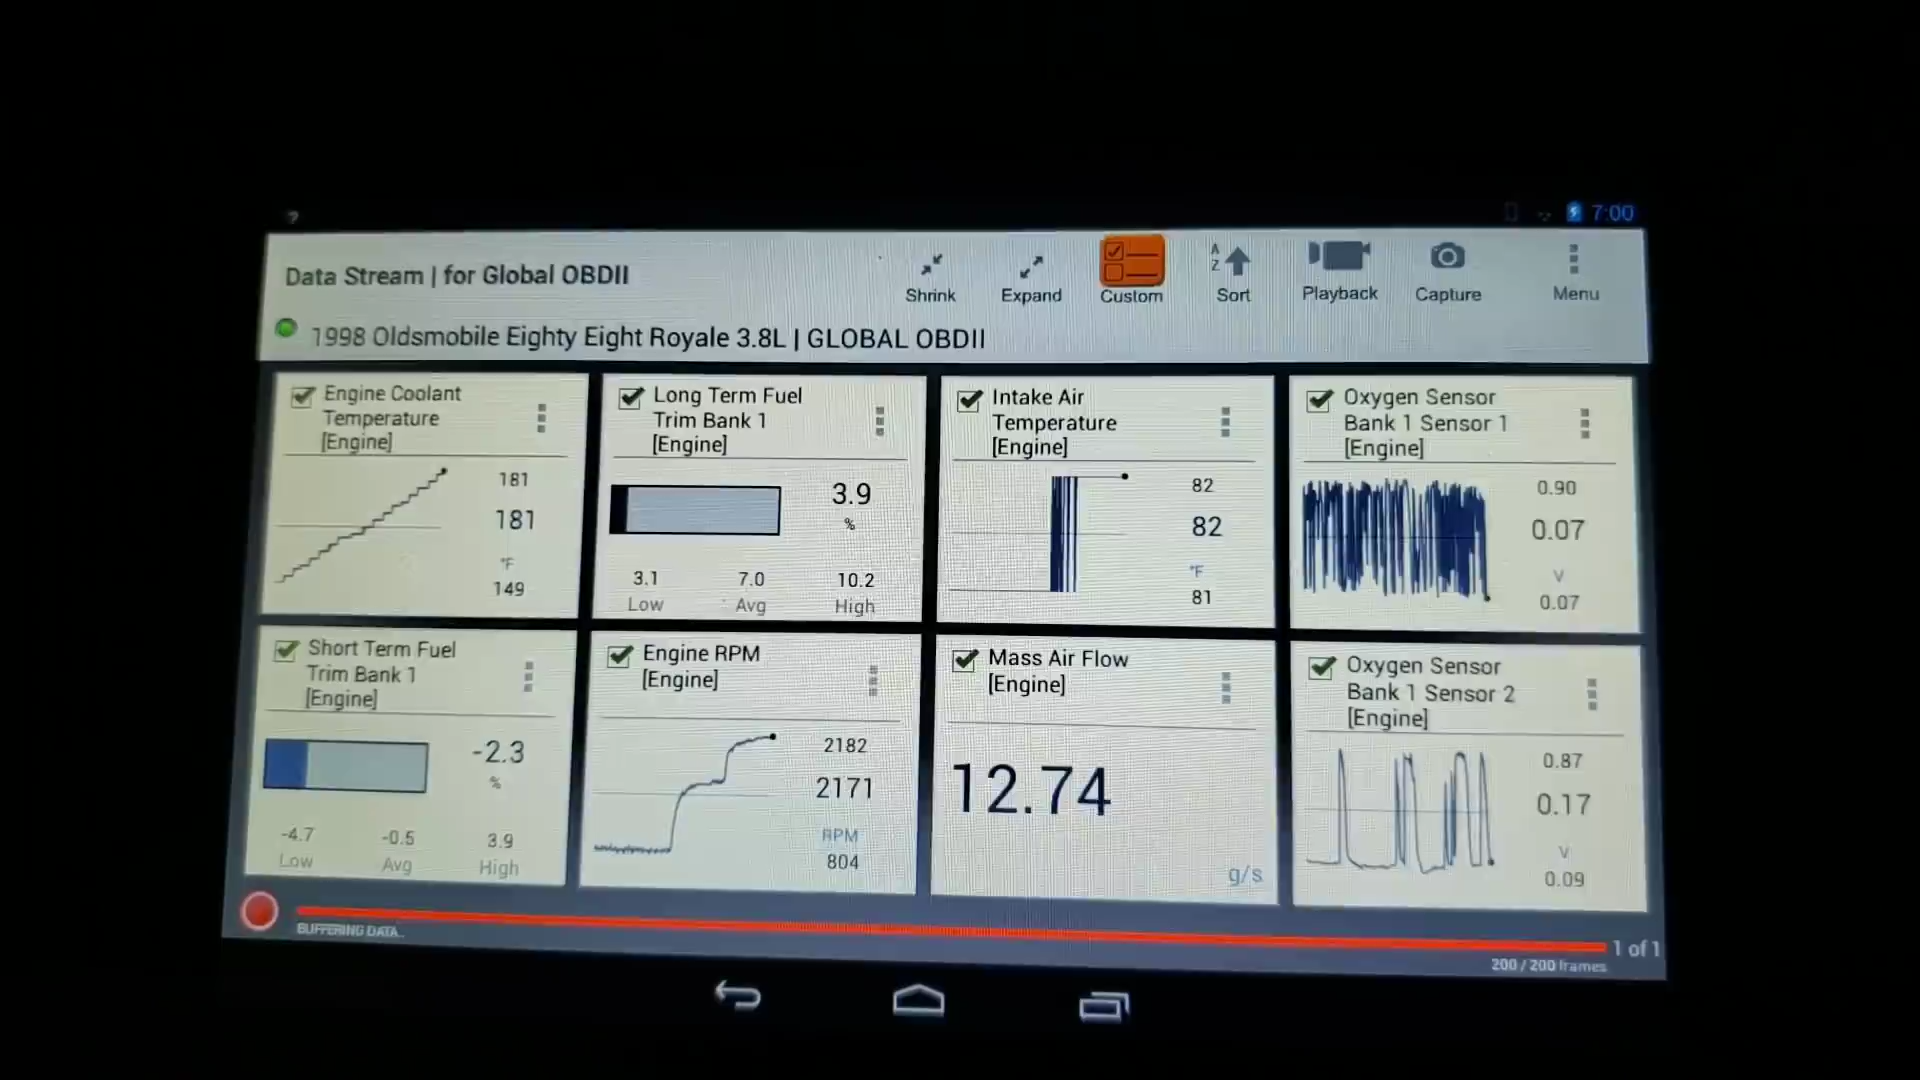 ?
7:00
Data Stream | for Global OBDII
Shrink
Expand
Custom
A
Z
Sort
Playback
Capture
Menu
1998 Oldsmobile Eighty Eight Royale 3.8L | GLOBAL OBDII
Engine Coolant
Temperature
[Engine]
181
181
°F
149
Long Term Fuel
Trim Bank 1
[Engine]
3.9
%
3.1 7.0 10.2
Low Avg High
Intake Air
Temperature
[Engine]
82
82
°F
81
Oxygen Sensor
Bank 1 Sensor 1
[Engine]
0.90
0.07
V
0.07
Short Term Fuel
Trim Bank 1
[Engine]
-2.3
%
-4.7 -0.5 3.9
Low Avg High
Engine RPM
[Engine]
2182
2171
RPM
804
Mass Air Flow
[Engine]
12.74
g/s
Oxygen Sensor
Bank 1 Sensor 2
[Engine]
0.87
0.17
V
0.09
BUFFERING DATA..
1 of 1
200 / 200 frames